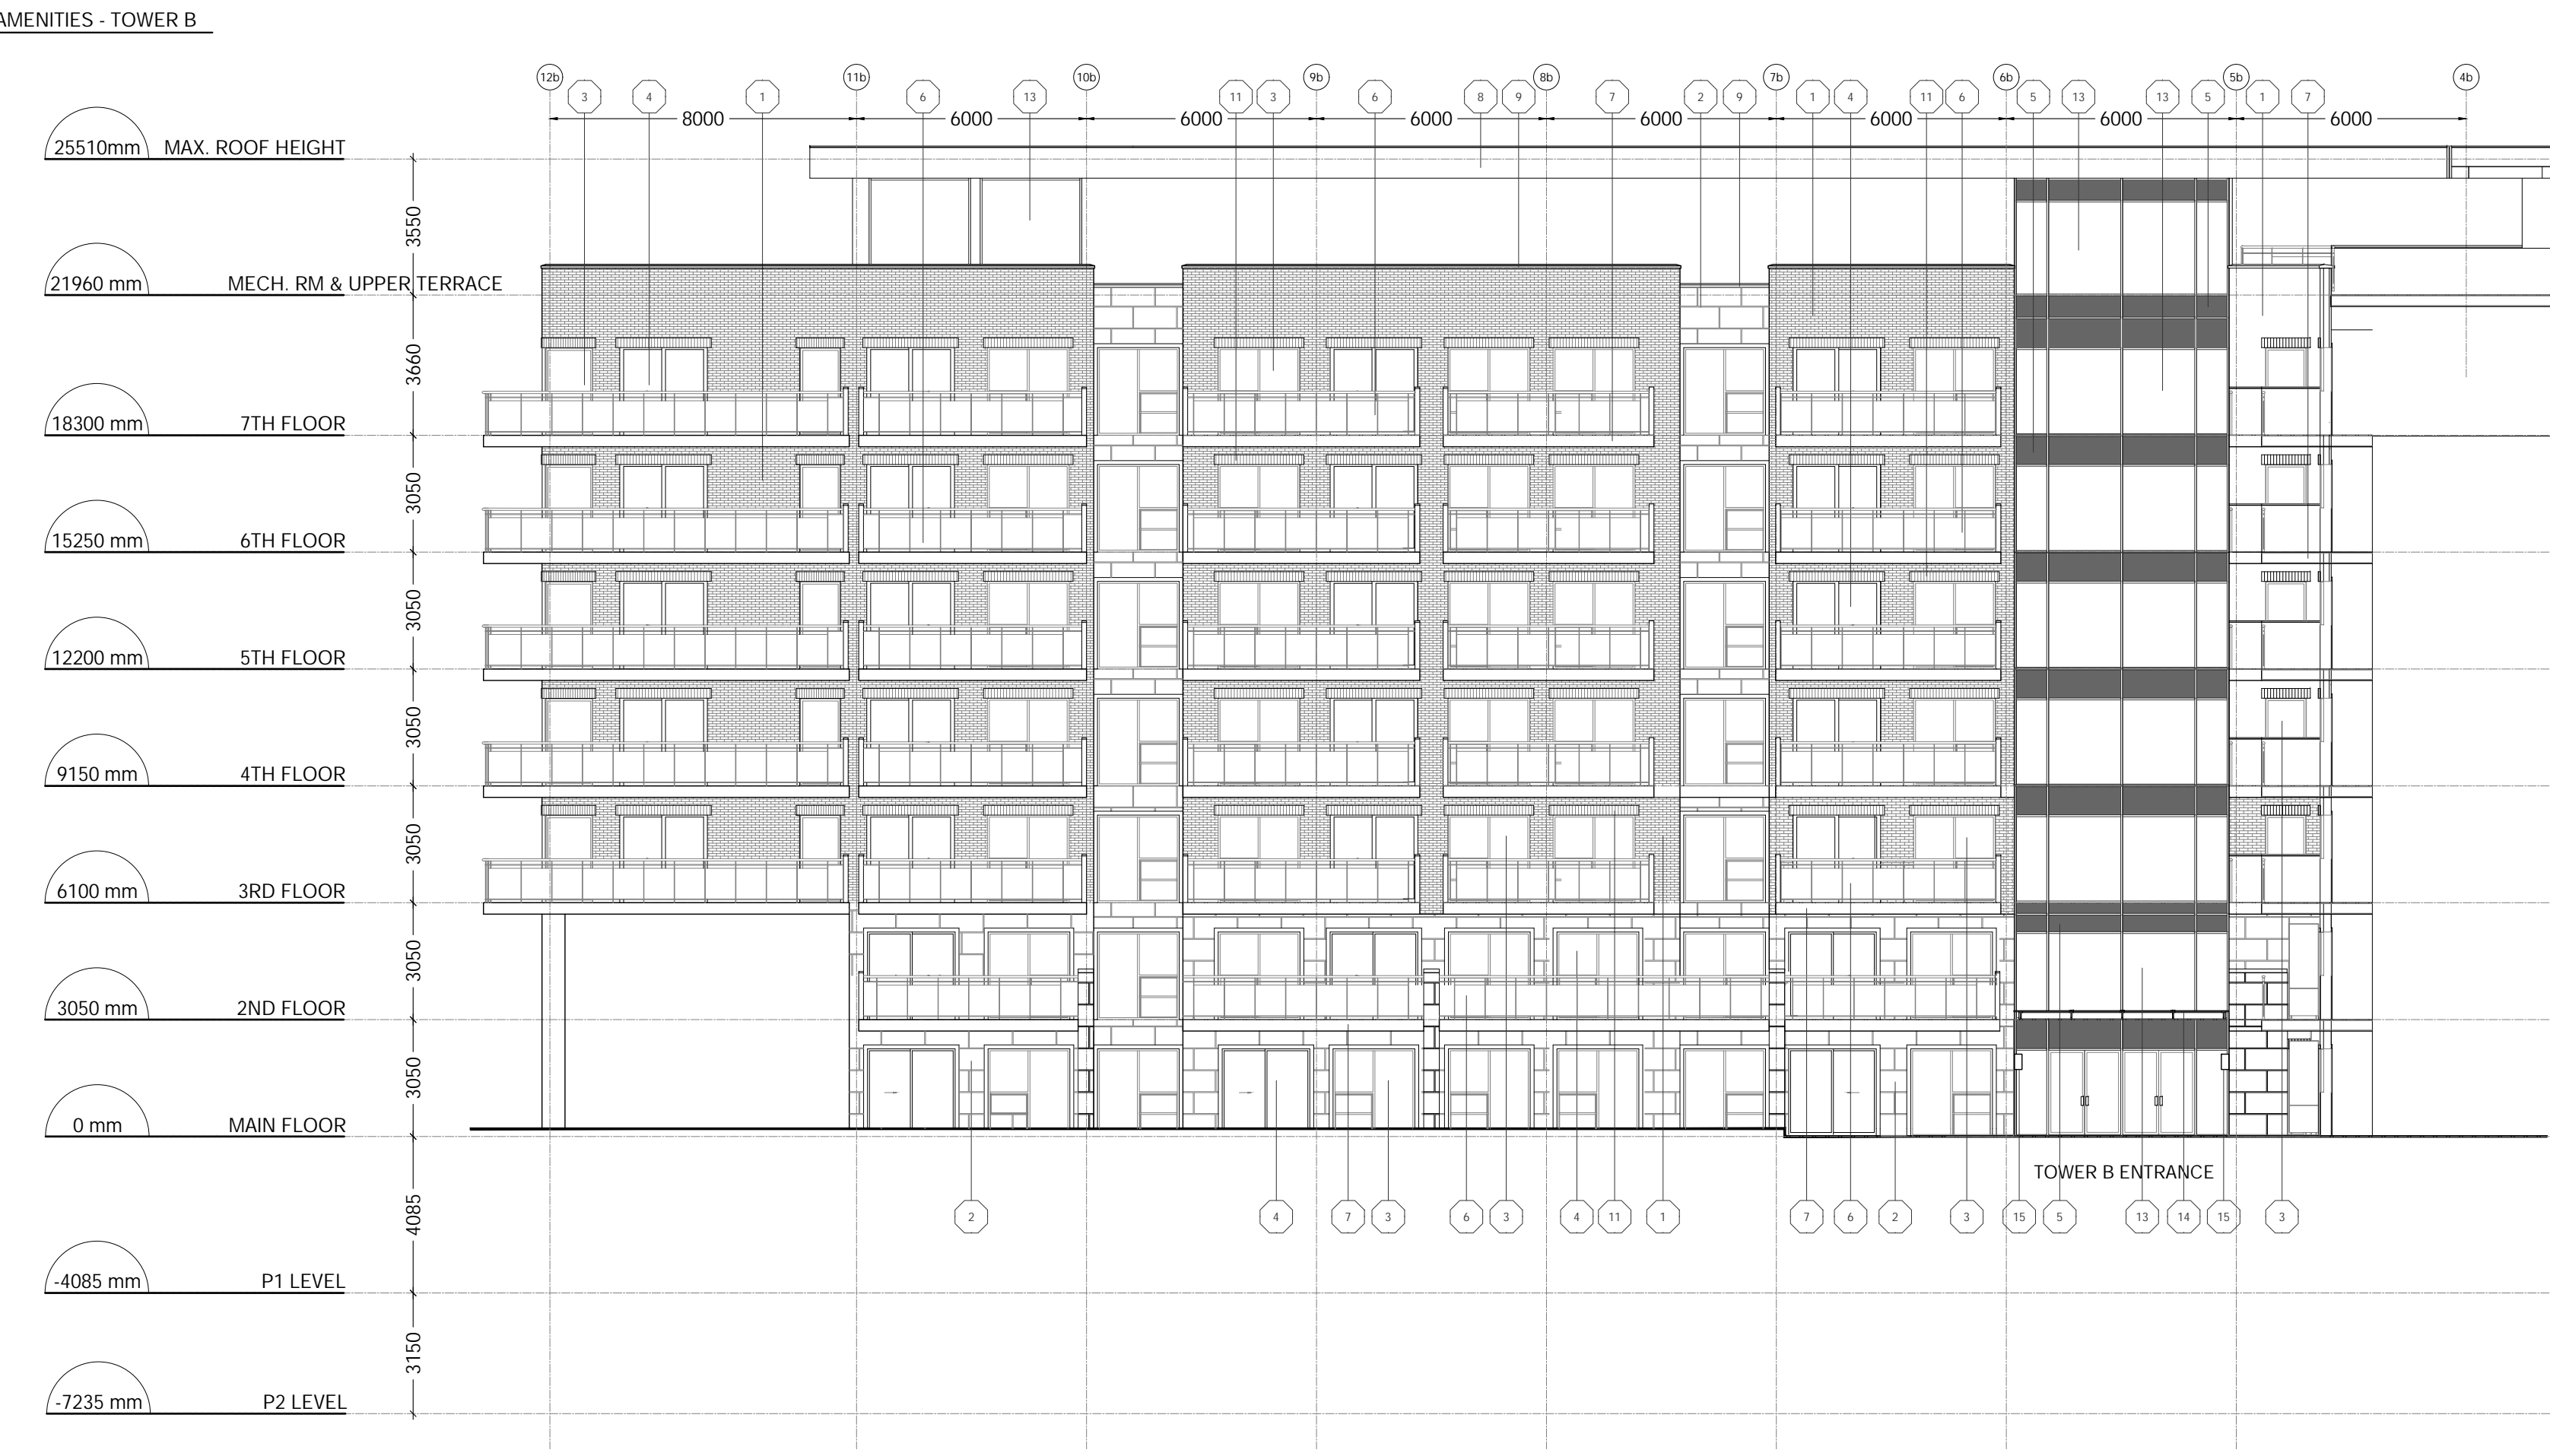 AMENITIES - TOWER B
12b 11b 10b 9b 8b 7b 6b 5b 4b
3 4 1 6 13 11 3 6 8 9 7 2 9 1 4 11 6 5 13 13 5 1 7
8000 6000 6000 6000 6000 6000 6000 6000
25510mm MAX. ROOF HEIGHT
3550
21960 mm MECH. RM & UPPER TERRACE
3660
18300 mm 7TH FLOOR
3050
15250 mm 6TH FLOOR
3050
12200 mm 5TH FLOOR
3050
9150 mm 4TH FLOOR
3050
6100 mm 3RD FLOOR
3050
3050 mm 2ND FLOOR
3050
0 mm MAIN FLOOR
TOWER B ENTRANCE
2 4 7 3 6 3 4 11 1 7 6 2 3 15 5 13 14 15 3
4085
-4085 mm P1 LEVEL
3150
-7235 mm P2 LEVEL